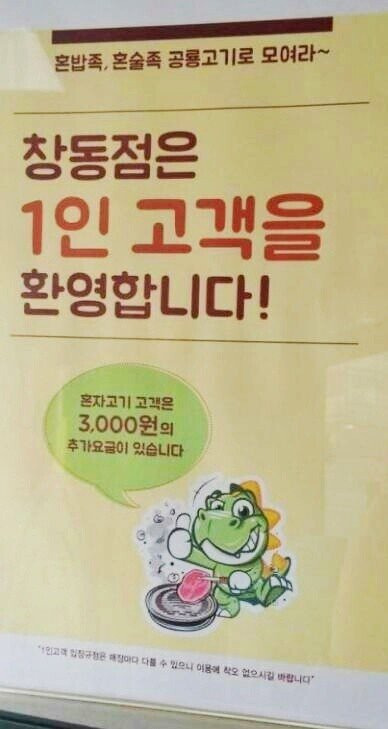 혼밥족, 혼술족 공룡고기로 모여라~
창동점은
1인 고객을
환영합니다!
혼자고기 고객은
3,000원의
추가요금이 있습니다
"1인고객 입장규정은 매장마다 다를 수 있으니 이용에 착오 없으시길 바랍니다"